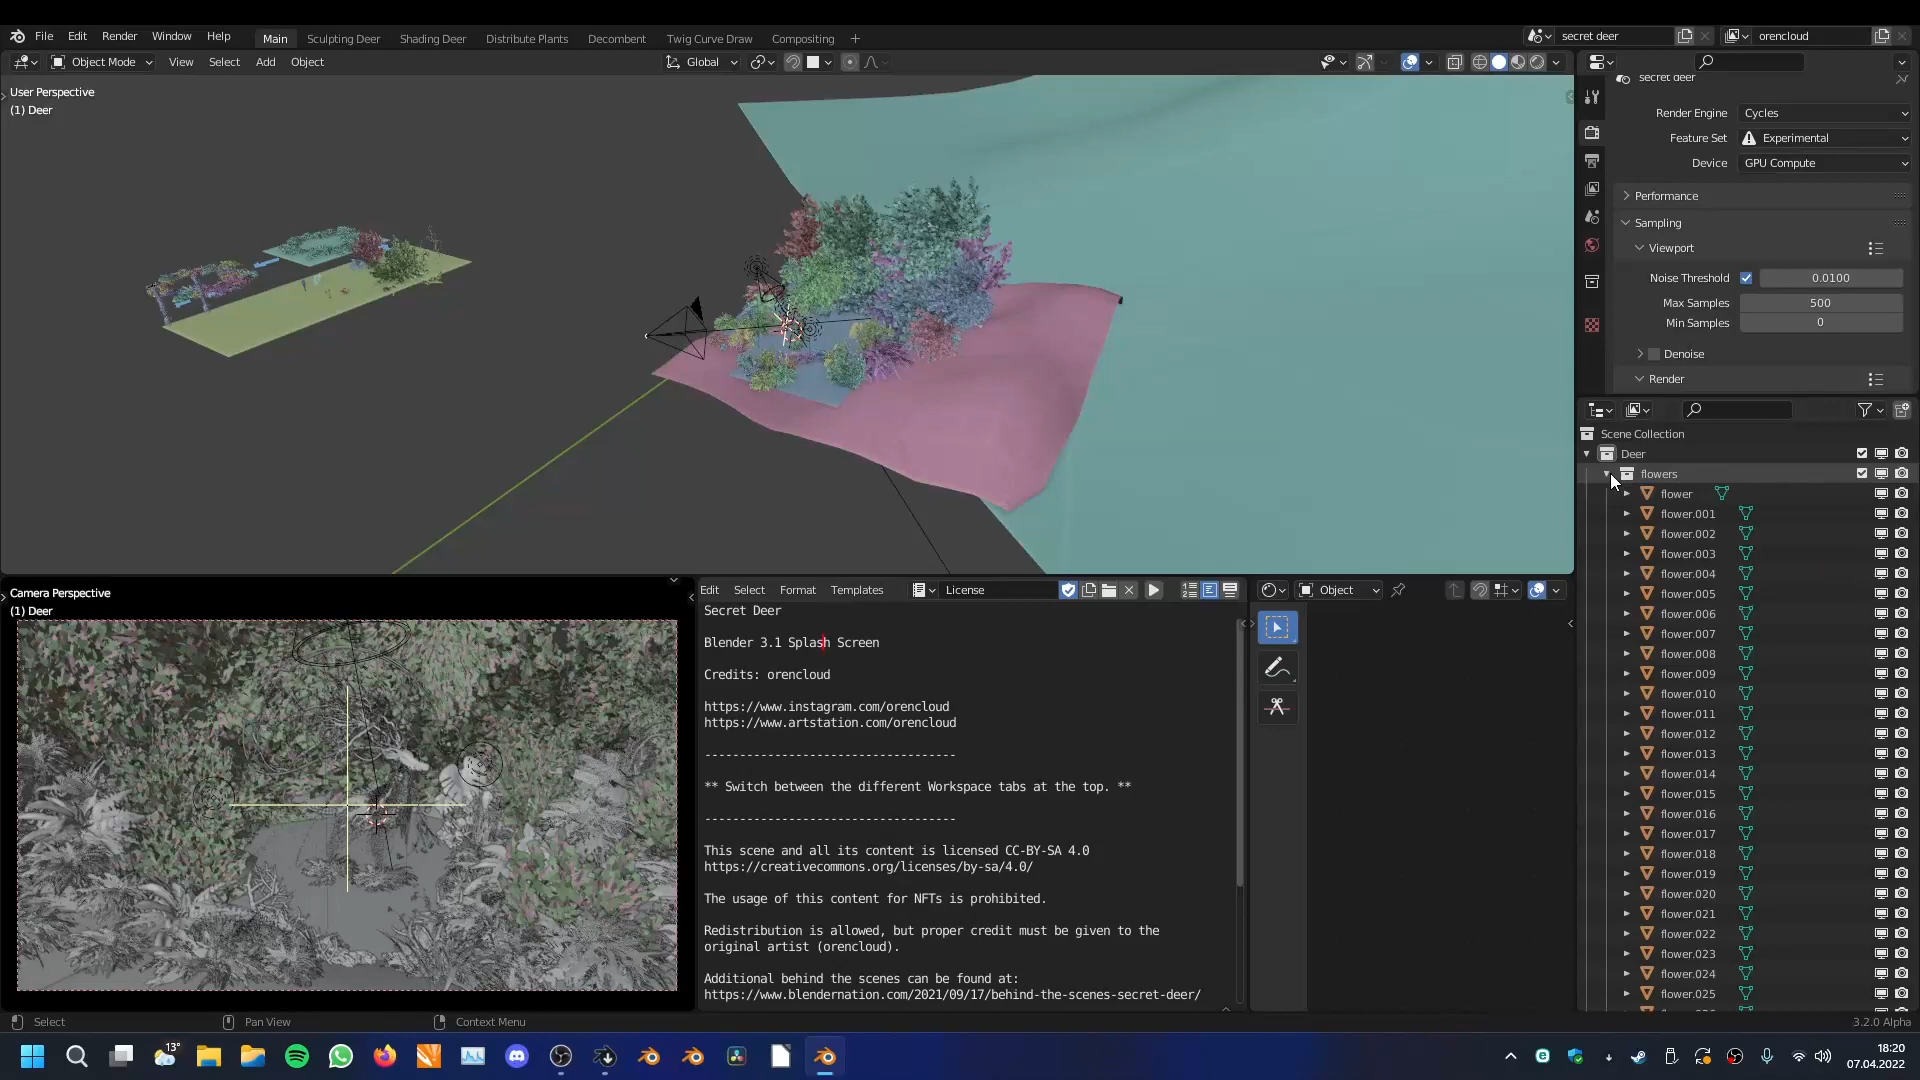 File Edit Render Window Help Main Sculpting Deer Shading Deer Distribute Plants Decombent Twig Curve Draw Compositing + secret deer orencloud
Object Mode View Select Add Object Global
User Perspective
(1) Deer
secret deer
Render Engine Cycles
Feature Set Experimental
Device GPU Compute
Performance
Sampling
Viewport
Noise Threshold 0.0100
Max Samples 500
Min Samples 0
Denoise
Render
Scene Collection
Deer
flowers
flower
flower.001
flower.002
flower.003
flower.004
flower.005
flower.006
flower.007
flower.008
flower.009
flower.010
flower.011
flower.012
flower.013
flower.014
flower.015
flower.016
flower.017
flower.018
flower.019
flower.020
flower.021
flower.022
flower.023
flower.024
flower.025
Camera Perspective
(1) Deer
Edit Select Format Templates License
Secret Deer
Blender 3.1 Splash Screen
Credits: orencloud
https://www.instagram.com/orencloud
https://www.artstation.com/orencloud
------------------------------------
** Switch between the different Workspace tabs at the top. **
------------------------------------
This scene and all its content is licensed CC-BY-SA 4.0
https://creativecommons.org/licenses/by-sa/4.0/
The usage of this content for NFTs is prohibited.
Redistribution is allowed, but proper credit must be given to the
original artist (orencloud).
Additional behind the scenes can be found at:
https://www.blendernation.com/2021/09/17/behind-the-scenes-secret-deer/
Object
Select Pan View Context Menu 3.2.0 Alpha
13°
18:20
07.04.2022